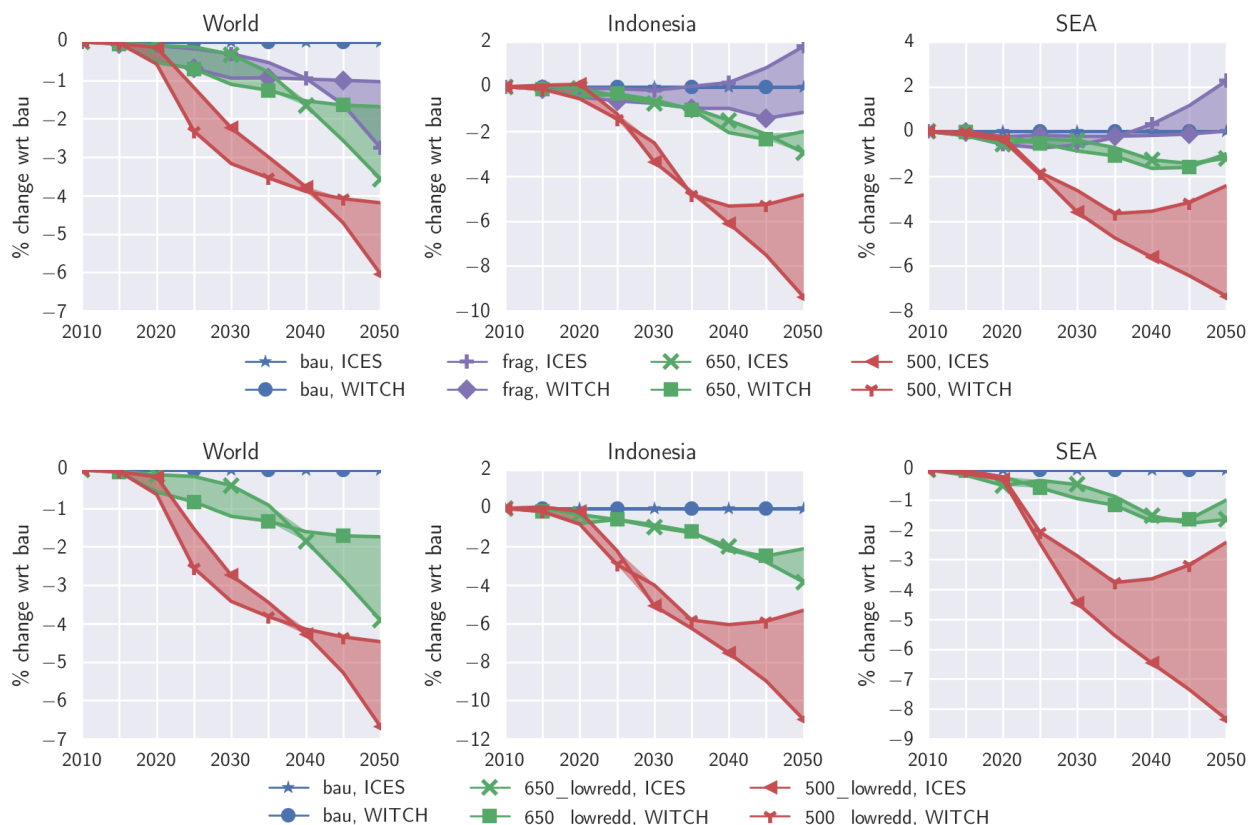 World Indonesia SEA
% change wrt bau
0
−1
−2
−3
−4
−5
−6
−7
2010 2020 2030 2040 2050
% change wrt bau
2
0
−2
−4
−6
−8
−10
2010 2020 2030 2040 2050
% change wrt bau
4
2
0
−2
−4
−6
−8
2010 2020 2030 2040 2050
bau, ICES frag, ICES 650, ICES 500, ICES
bau, WITCH frag, WITCH 650, WITCH 500, WITCH
World Indonesia SEA
% change wrt bau
0
−1
−2
−3
−4
−5
−6
−7
2010 2020 2030 2040 2050
% change wrt bau
2
0
−2
−4
−6
−8
−10
−12
2010 2020 2030 2040 2050
% change wrt bau
0
−1
−2
−3
−4
−5
−6
−7
−8
−9
2010 2020 2030 2040 2050
bau, ICES 650_lowredd, ICES 500_lowredd, ICES
bau, WITCH 650_lowredd, WITCH 500_lowredd, WITCH